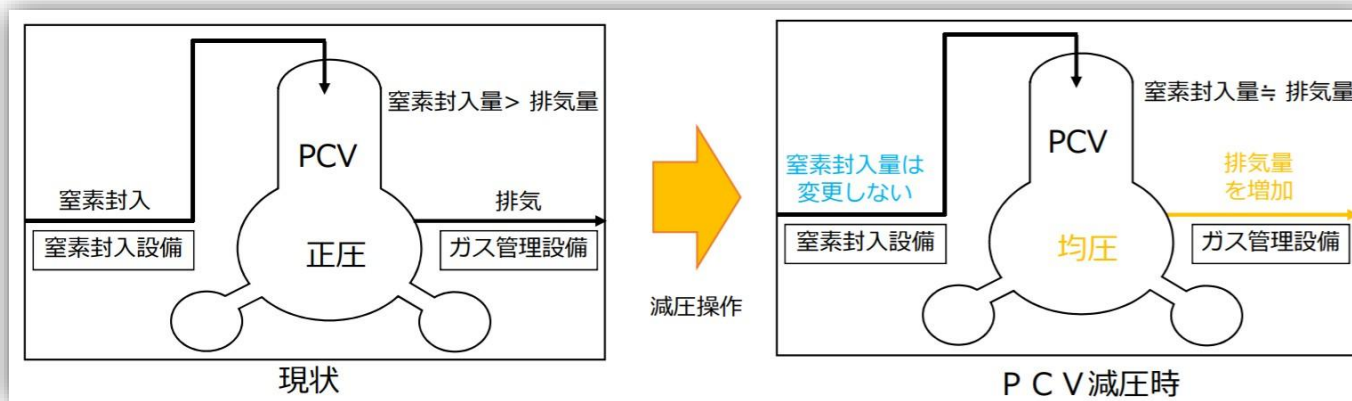 窒素封入量> 排気量
PCV
窒素封入
排気
窒素封入設備
正圧
ガス管理設備
現状
減圧操作
窒素封入量≒ 排気量
PCV
窒素封入量は
変更しない
排気量
を増加
窒素封入設備
均圧
ガス管理設備
ＰＣＶ減圧時